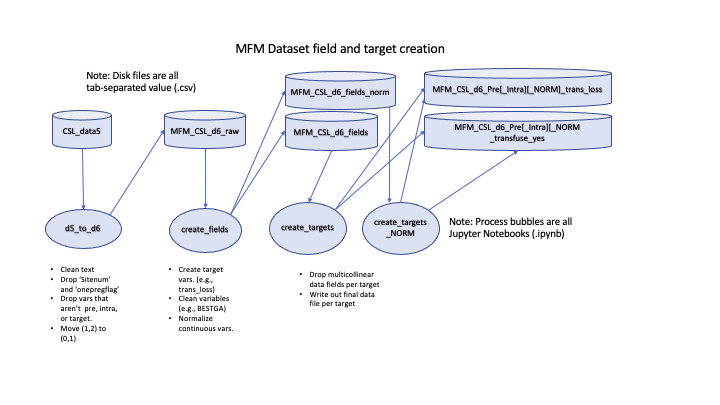 MFM Dataset field and target creation
Note: Disk files are all
tab-separated value (.csv)
CSL_data5
MFM_CSL_d6_raw
MFM_CSL_d6_fields_norm
MFM_CSL_d6_fields
MFM_CSL_d6_Pre[_Intra][_NORM]_trans_loss
MFM_CSL_d6_Pre[_Intra][_NORM
_transfuse_yes
d5_to_d6
create_fields
create_targets
create_targets
_NORM
Note: Process bubbles are all
Jupyter Notebooks (.ipynb)
• Clean text
• Drop ‘Sitenum’
and ‘onepregflag’
• Drop vars that
aren’t pre, intra,
or target.
• Move (1,2) to
(0,1)
• Create target
vars. (e.g.,
trans_loss)
• Clean variables
(e.g., BESTGA)
• Normalize
continuous vars.
• Drop multicollinar
data fields per target
• Write out final data
file per target